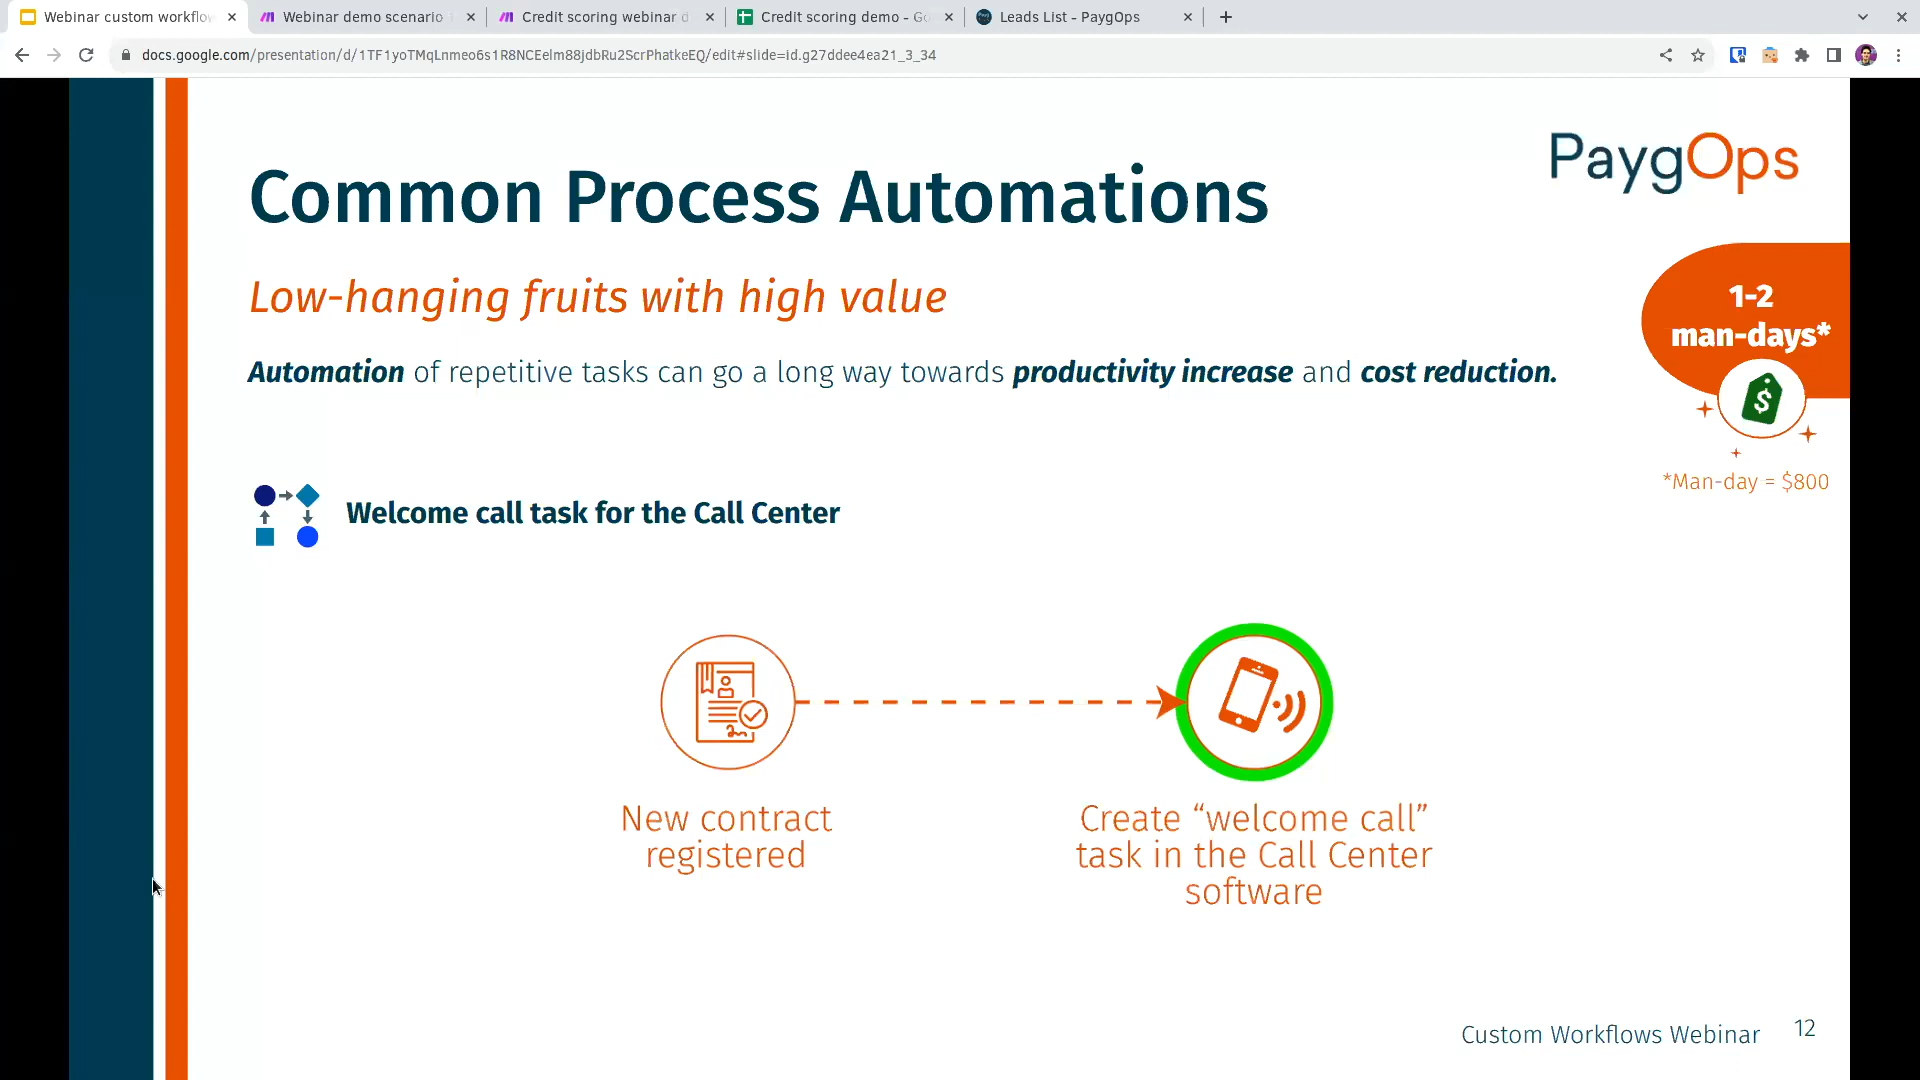 Webinar custom workflo
Webinar demo scenario
Credit scoring webinar d
Credit scoring demo - Go
Leads List - PaygOps
docs.google.com/presentation/d/1TF1yoTMqLnmeo6s1R8NCEelm88jdbRu2ScrPhatkeEQ/edit#slide=id.g27ddee4ea21_3_34
PaygOps
Common Process Automations
Low-hanging fruits with high value
1-2
man-days*
Automation of repetitive tasks can go a long way towards productivity increase and cost reduction.
$
*Man-day = $800
Welcome call task for the Call Center
New contract
registered
Create “welcome call”
task in the Call Center
software
Custom Workflows Webinar 12